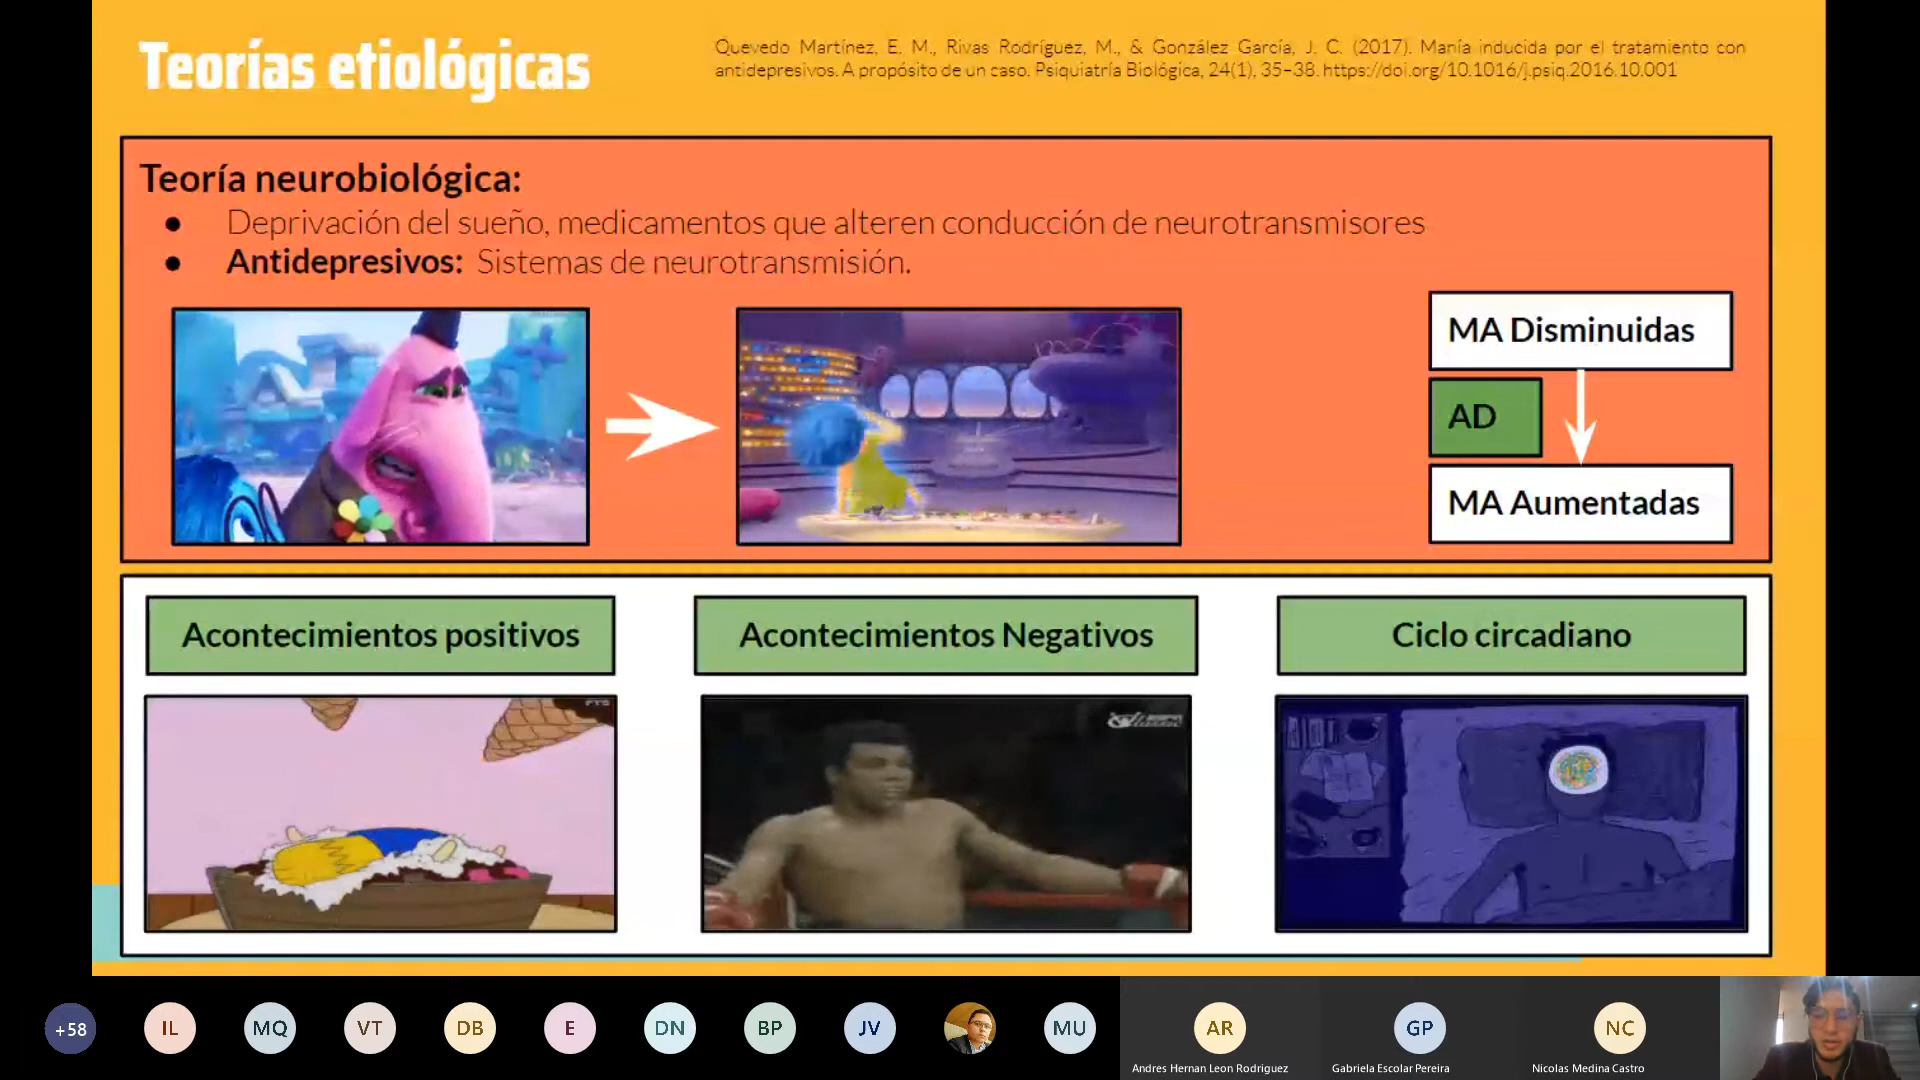 Teorías etiológicas
Quevedo Martínez, E. M., Rivas Rodríguez, M., & González García, J. C. (2017). Manía inducida por el tratamiento con
antidepresivos. A propósito de un caso. Psiquiatría Biológica, 24(1), 35–38. https://doi.org/10.1016/j.psiq.2016.10.001
Teoría neurobiológica:
● Deprivación del sueño, medicamentos que alteren conducción de neurotransmisores
● Antidepresivos: Sistemas de neurotransmisión.
MA Disminuidas
AD
MA Aumentadas
Acontecimientos positivos
Acontecimientos Negativos
Ciclo circadiano
+58
IL
MQ
VT
DB
E
DN
BP
JV
MU
AR
GP
NC
Andres Hernan Leon Rodriguez
Gabriela Escolar Pereira
Nicolas Medina Castro